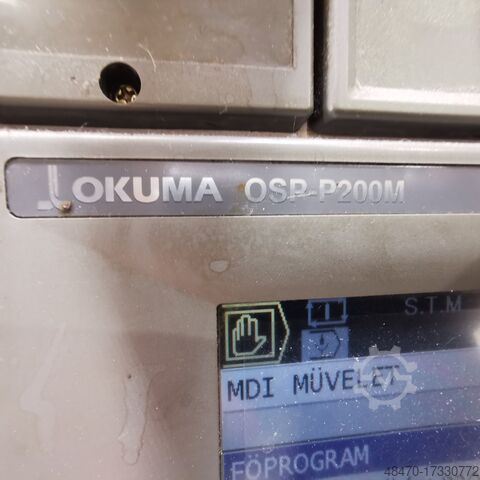 OKUMA OSP-P200M
S.T.M
MDI MÜVELET
FÖPROGRAM
48470-17330772